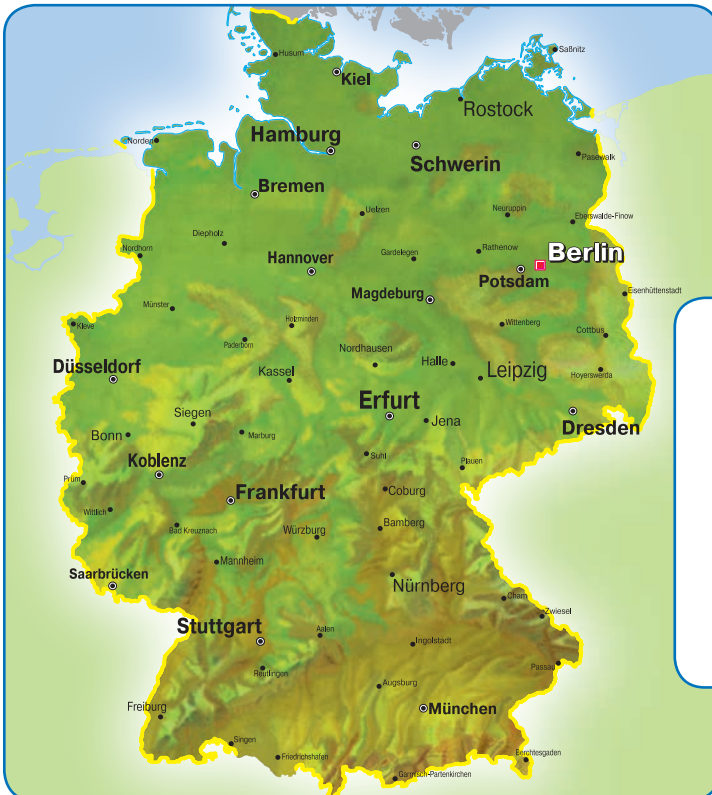 Saßnitz
Husum
Kiel
Rostock
Hamburg
Norden
Schwerin
Pasewalk
Bremen
Uelzen
Neuruppin
Eberswalde-Finow
Diepholz
Nordhorn
Hannover
Gardelegen
Rathenow
Berlin
Potsdam
Magdeburg
Eisenhüttenstadt
Münster
Kleve
Holzminden
Wittenberg
Cottbus
Paderborn
Nordhausen
Halle
Düsseldorf
Kassel
Leipzig
Hoyerswerda
Erfurt
Siegen
Jena
Dresden
Bonn
Marburg
Suhl
Plauen
Koblenz
Prüm
Frankfurt
Coburg
Wittlich
Bad Kreuznach
Würzburg
Bamberg
Mannheim
Saarbrücken
Nürnberg
Cham
Zwiesel
Stuttgart
Aalen
Ingolstadt
Reutlingen
Passau
Augsburg
Freiburg
München
Singen
Friedrichshafen
Berchtesgaden
Garmisch-Partenkirchen